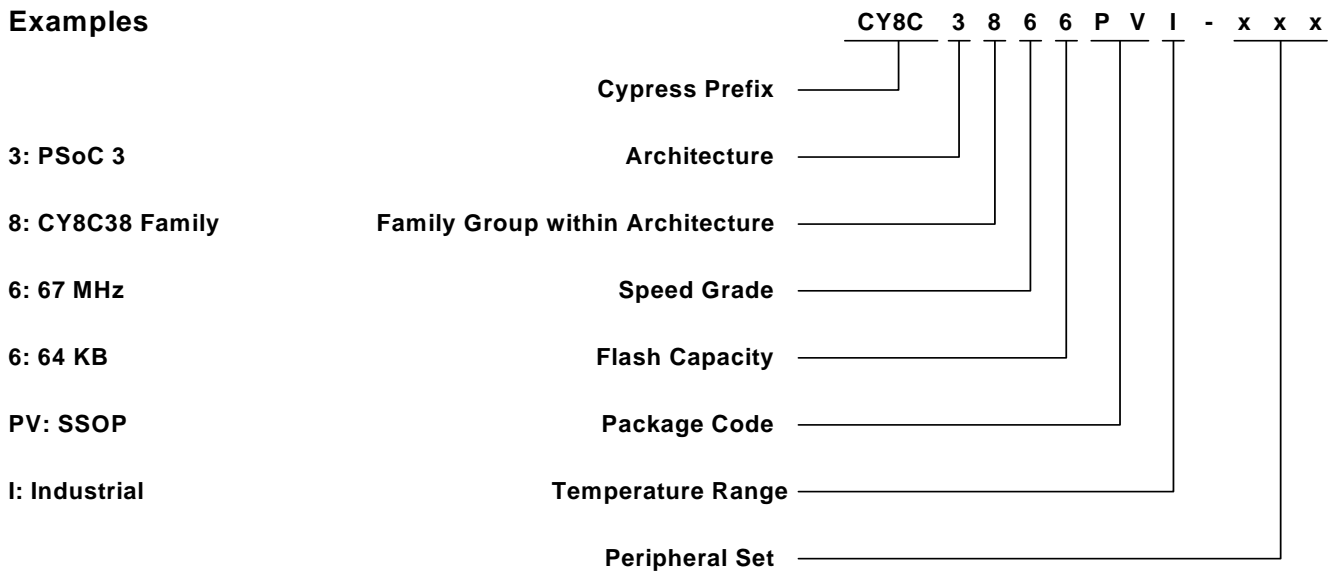 Examples CY8C 3 8 6 6 P V I - x x x
Cypress Prefix
3: PSoC 3 Architecture
8: CY8C38 Family Family Group within Architecture
6: 67 MHz Speed Grade
6: 64 KB Flash Capacity
PV: SSOP Package Code
I: Industrial Temperature Range
Peripheral Set